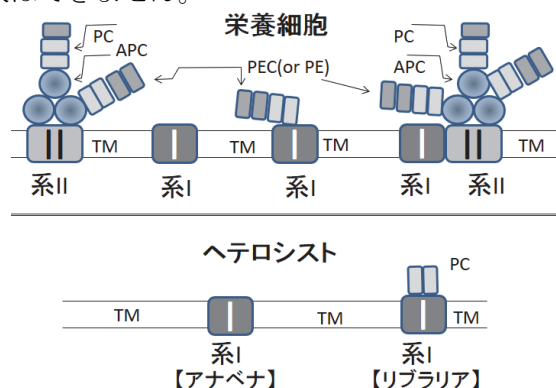 栄養細胞
PC
APC
PEC(or PE)
PC
APC
II TM I TM I TM I II TM
系II 系I 系I 系I 系II
ヘテロシスト
PC
TM I TM I TM
系I 系I
【アナベナ】 【リブラリア】